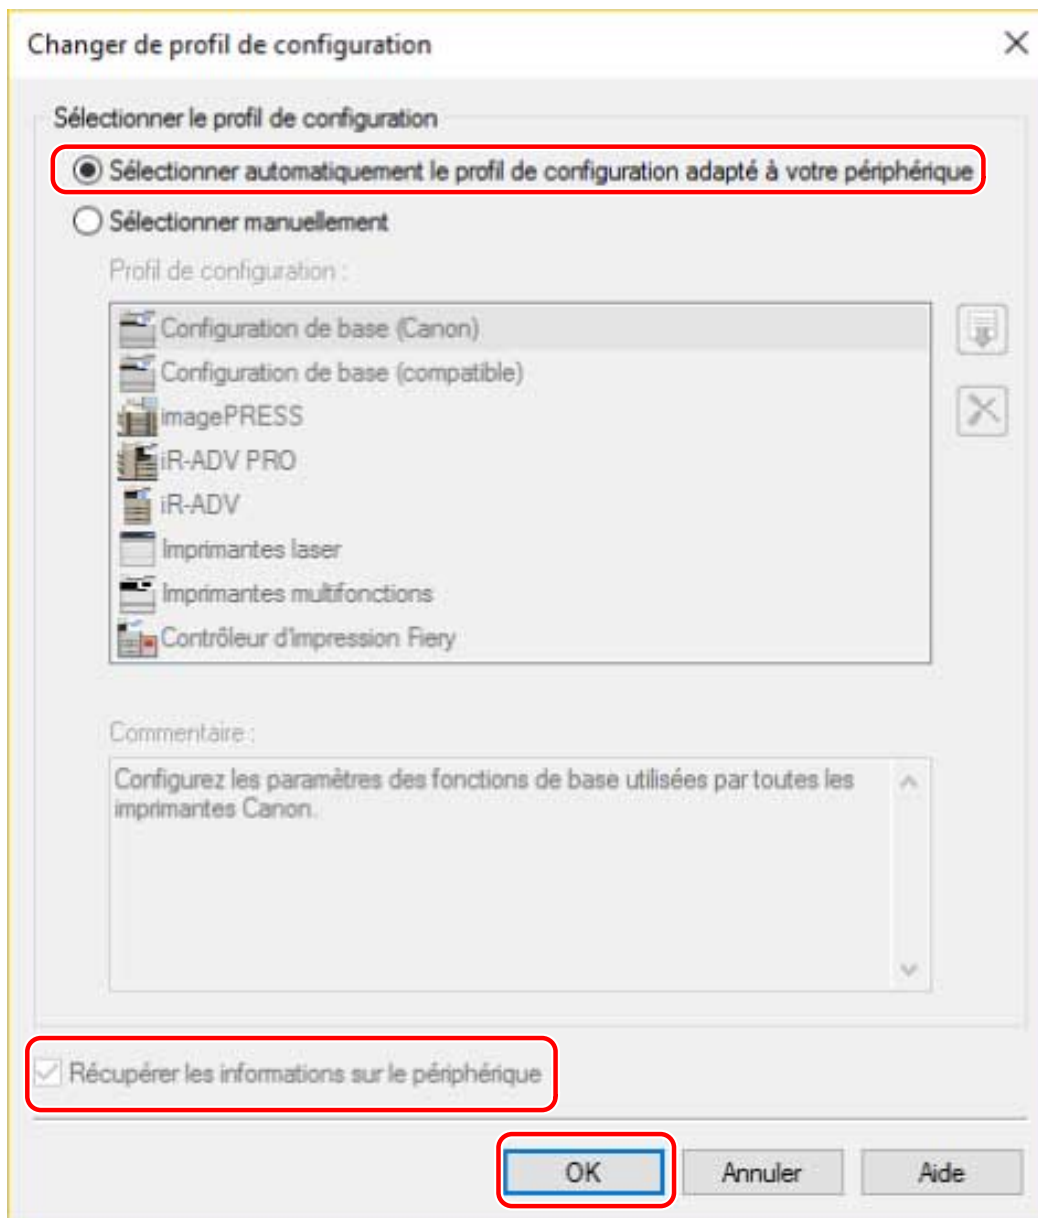 Changer de profil de configuration
Sélectionner le profil de configuration
Sélectionner automatiquement le profil de configuration adapté à votre périphérique
Sélectionner manuellement
Profil de configuration :
Configuration de base (Canon)
Configuration de base (compatible)
imagePRESS
iR-ADV PRO
iR-ADV
Imprimantes laser
Imprimantes multifonctions
Contrôleur d'impression Fiery
Commentaire :
Configurez les paramètres des fonctions de base utilisées par toutes les
imprimantes Canon.
Récupérer les informations sur le périphérique
OK
Annuler
Aide